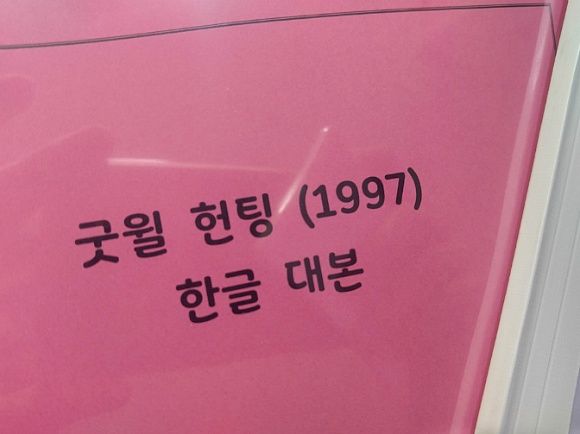 굿윌 헌팅 (1997)
한글 대본